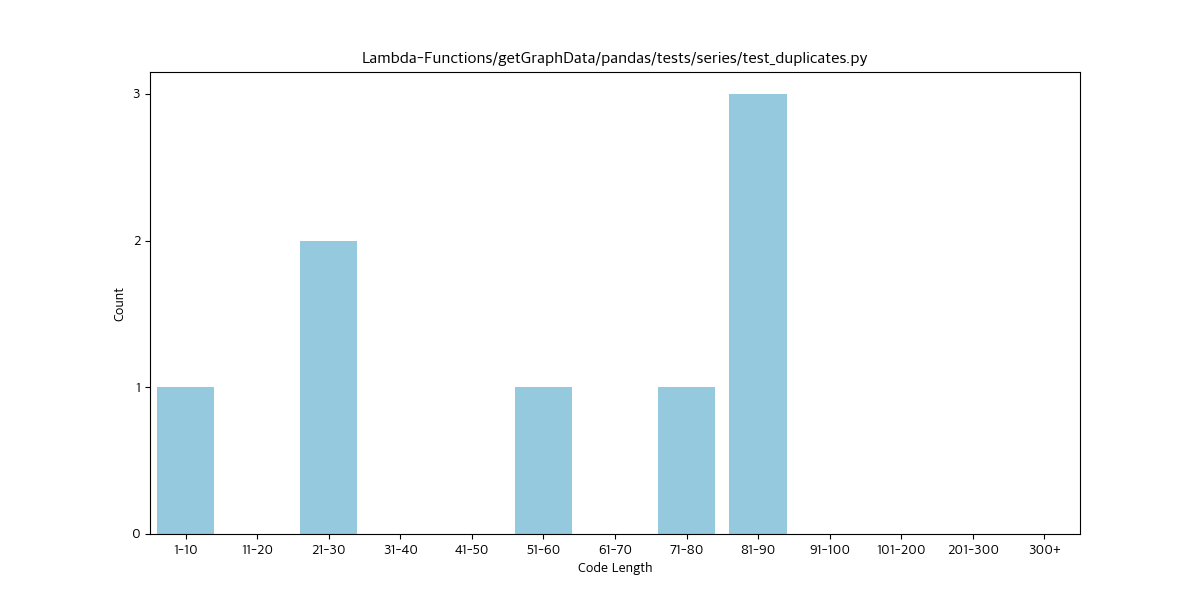 Lambda-Functions/getGraphData/pandas/tests/series/test_duplicates.py
3
2
1
0
Count
1-10 11-20 21-30 31-40 41-50 51-60 61-70 71-80 81-90 91-100 101-200 201-300 300+
Code Length